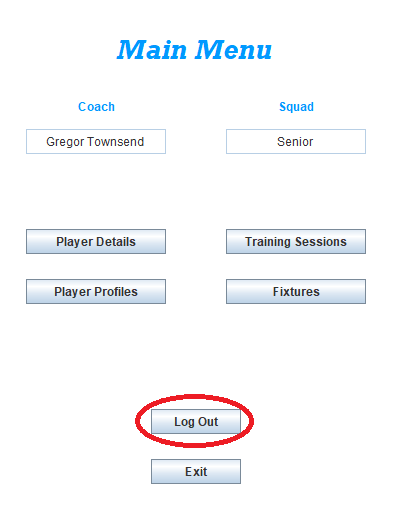 Main Menu
Coach
Squad
Gregor Townsend
Senior
Player Details
Training Sessions
Player Profiles
Fixtures
Log Out
Exit